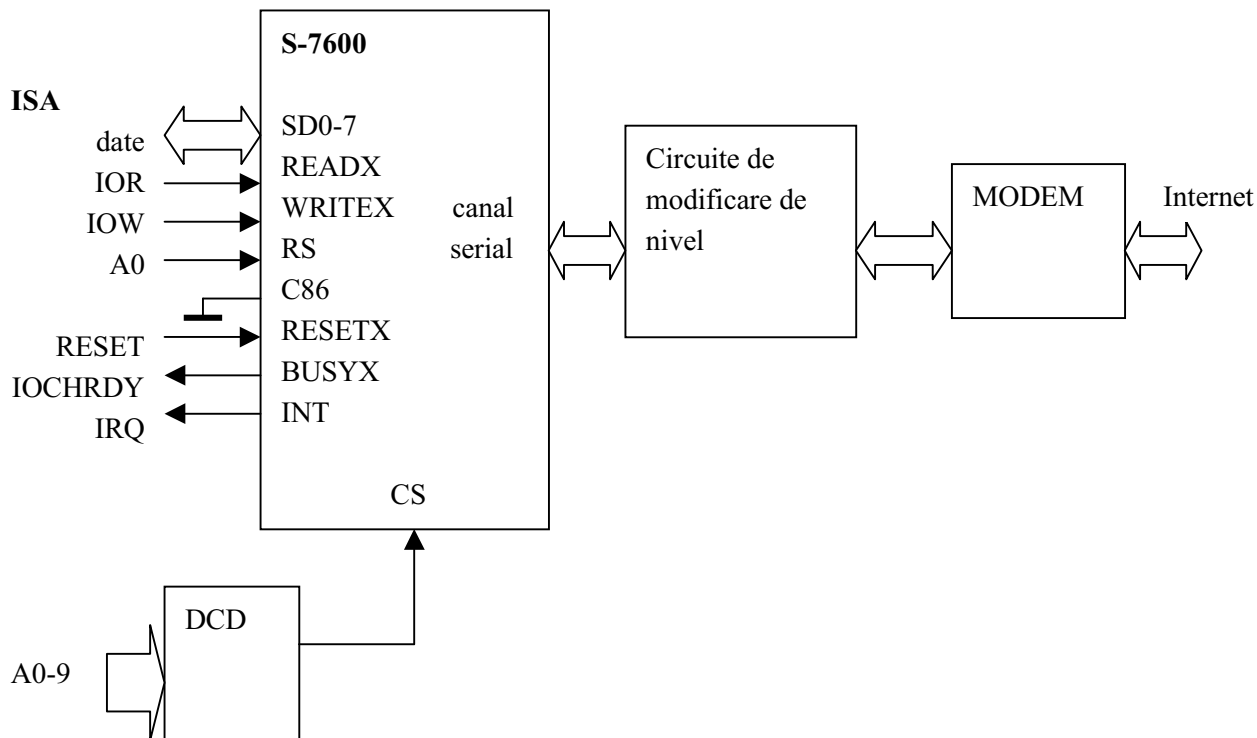 S-7600
ISA
date
IOR
IOW
A0
RESET
IOCHRDY
IRQ
SD0-7
READX
WRITEX
RS
C86
RESETX
BUSYX
INT
canal
serial
CS
Circuite de
modificare de
nivel
MODEM
Internet
DCD
A0-9